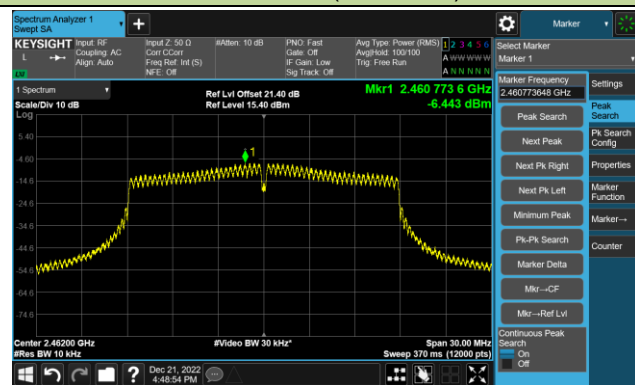 Spectrum Analyzer 1
Swept SA
Marker
KEYSIGHT
L
Input: RF
Coupling: AC
Align: Auto
Input Z: 50 Ω
Corr CCorr
Freq Ref: Int (S)
NFE: Off
#Atten: 10 dB
PNO: Fast
Gate: Off
IF Gain: Low
Sig Track: Off
Avg Type: Power (RMS)
Avg|Hold: 100/100
Trig: Free Run
1 2 3 4 5 6
A W W W W W
A N N N N N
Select Marker
Marker 1
1 Spectrum
Scale/Div 10 dB
Log
Ref Lvl Offset 21.40 dB
Ref Level 15.40 dBm
Mkr1 2.460 773 6 GHz
-6.443 dBm
Marker Frequency
2.460773648 GHz
Peak Search
Next Peak
Next Pk Right
Next Pk Left
Minimum Peak
Pk-Pk Search
Marker Delta
Mkr→CF
Mkr→Ref Lvl
Continuous Peak
Search
On
Off
Settings
Peak
Search
Pk Search
Config
Properties
Marker
Function
Marker→
Counter
5.40
-4.60
-14.6
-24.6
-34.6
-44.6
-54.6
-64.6
-74.6
1
Center 2.46200 GHz
#Res BW 10 kHz
#Video BW 30 kHz*
Span 30.00 MHz
Sweep 370 ms (12000 pts)
Dec 21, 2022
4:48:54 PM